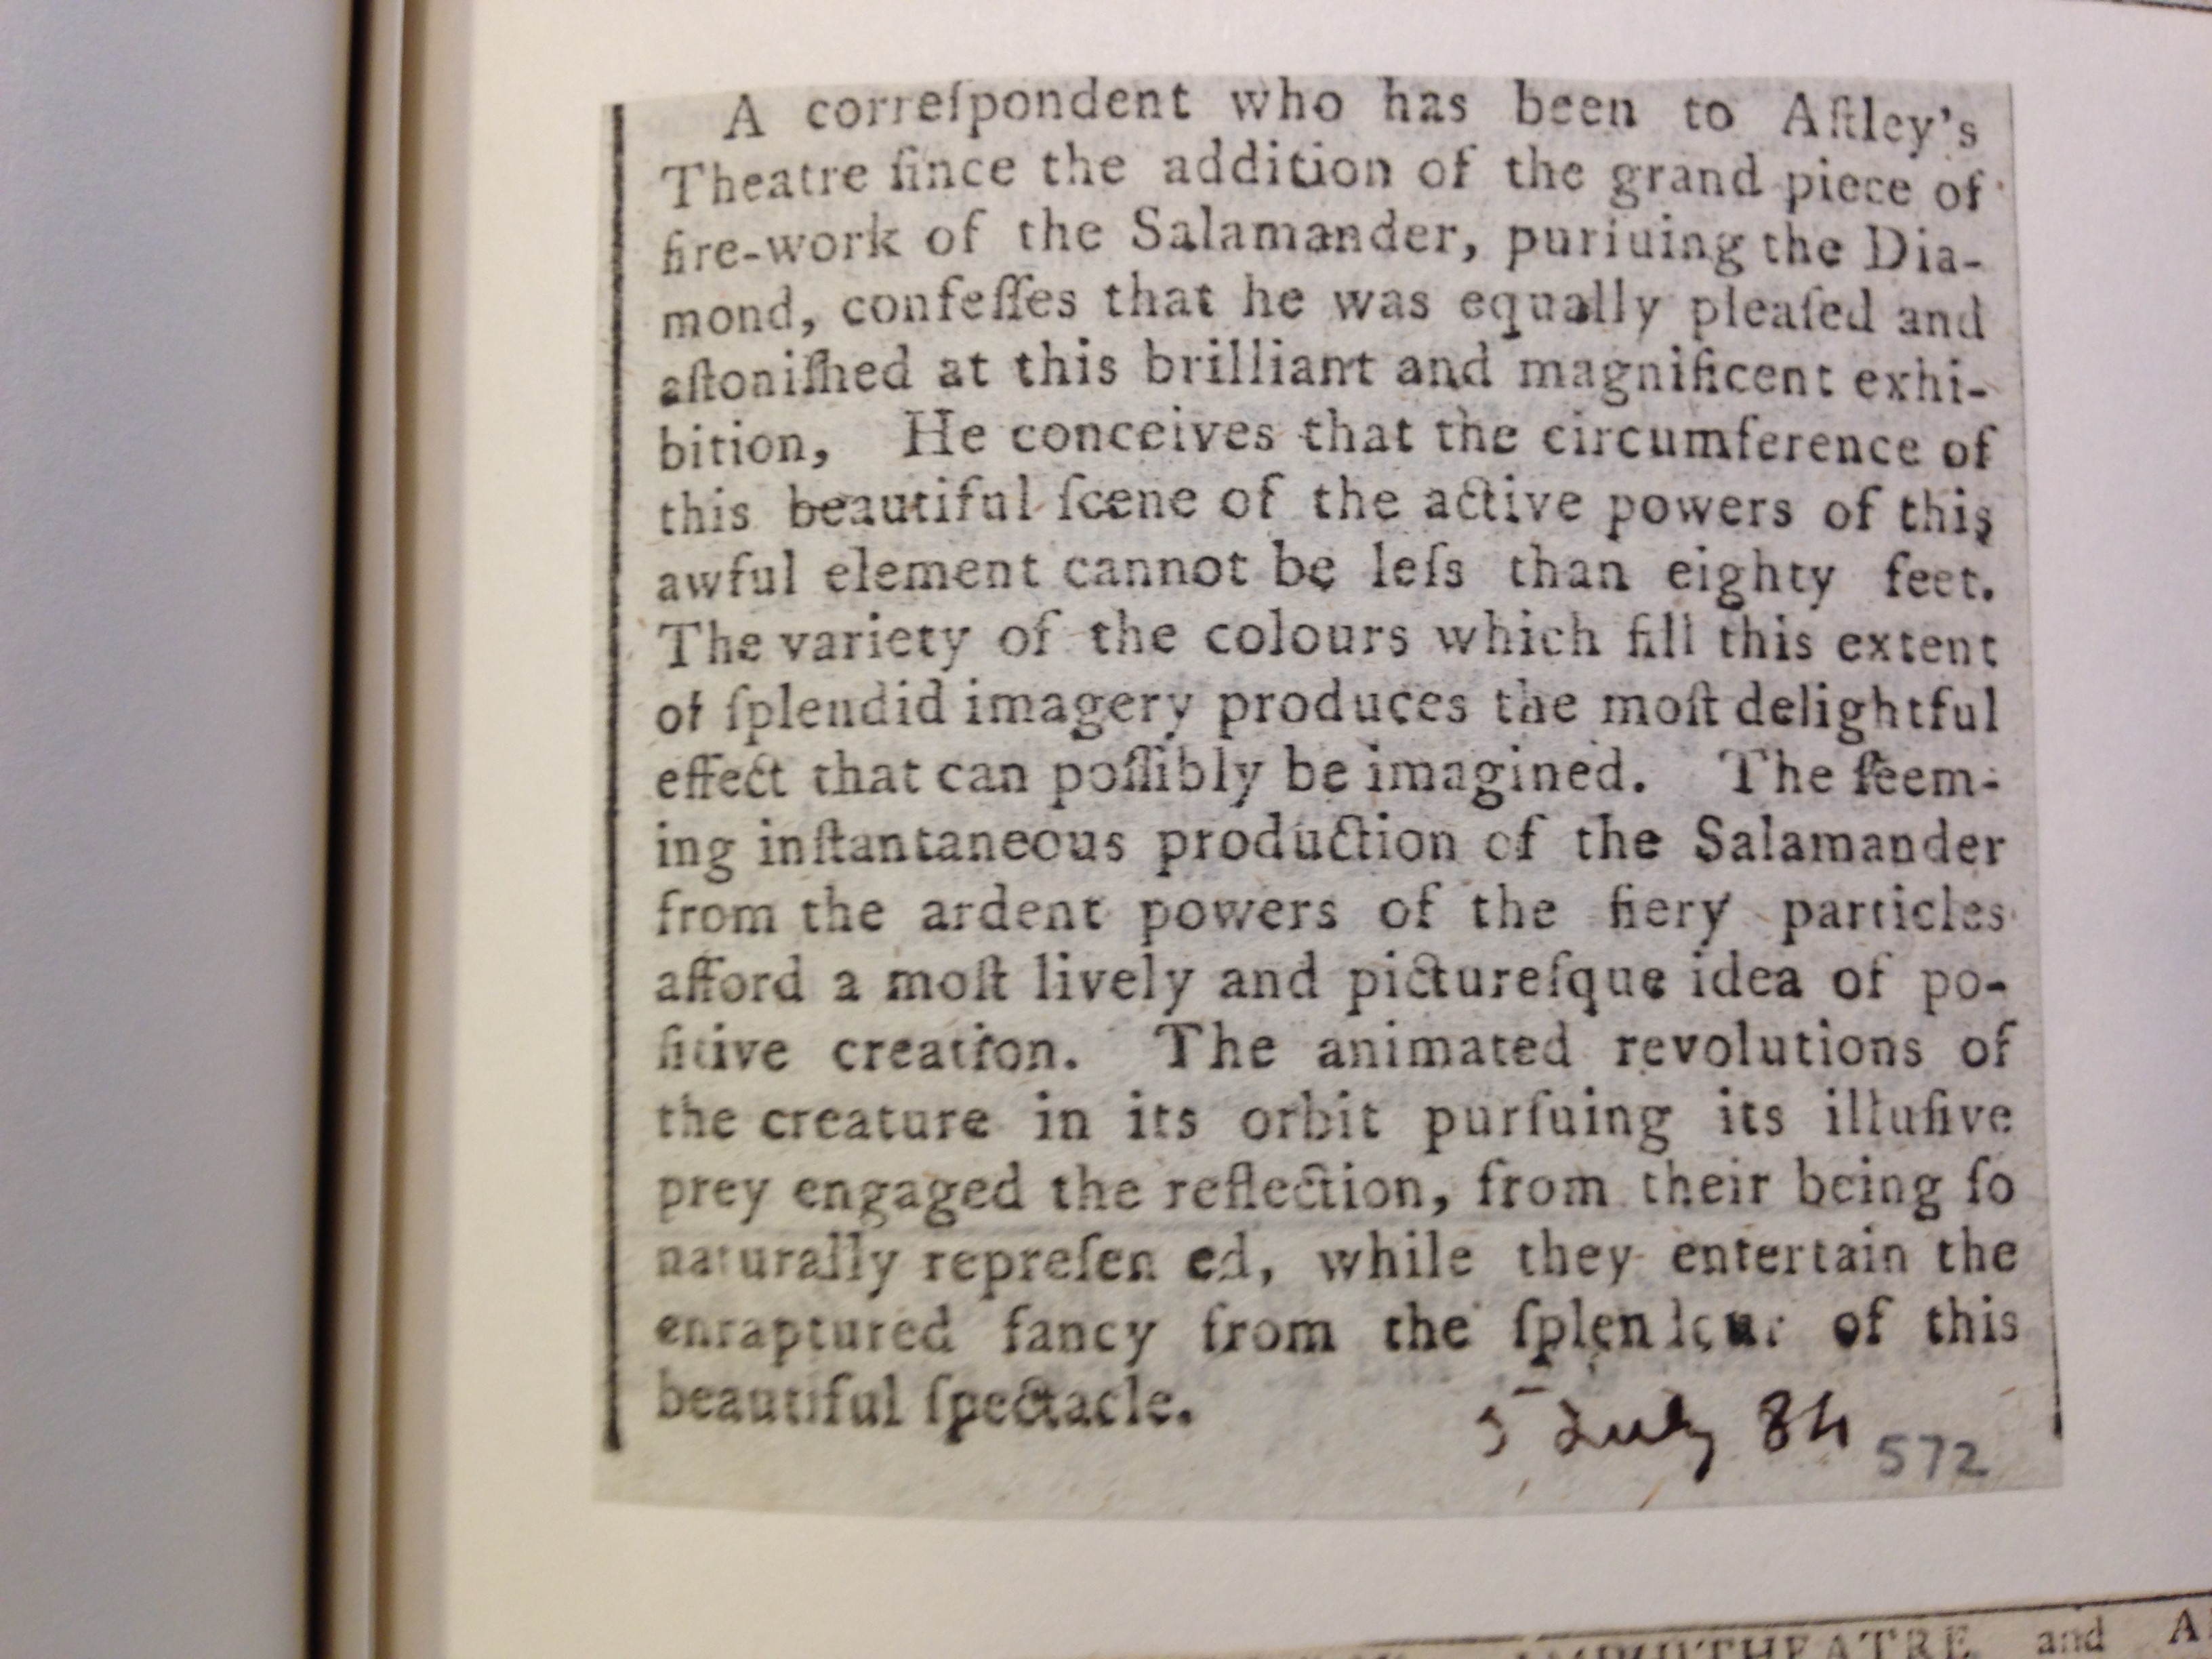 A correſpondent who has been to Aſtley's
Theatre ſince the addition of the grand piece of
fire-work of the Salamander, purſuing the Dia-
mond, confeſſes that he was equally pleaſed and
aſtoniſhed at this brilliant and magnificent exhi-
bition, He conceives that the circumference of
this beautiful ſcene of the active powers of this
awful element cannot be leſs than eighty feet.
The variety of the colours which fill this extent
of ſplendid imagery produces the moſt delightful
effect that can poſſibly be imagined. The ſeem-
ing inſtantaneous production of the Salamander
from the ardent powers of the fiery particles
afford a moſt lively and pictureſque idea of po-
ſitive creation. The animated revolutions of
the creature in its orbit purſuing its illuſive
prey engaged the reflection, from their being ſo
naturally repreſen ed, while they entertain the
enraptured fancy from the ſplendour of this
beautiful ſpectacle.
5 July 84
572
and